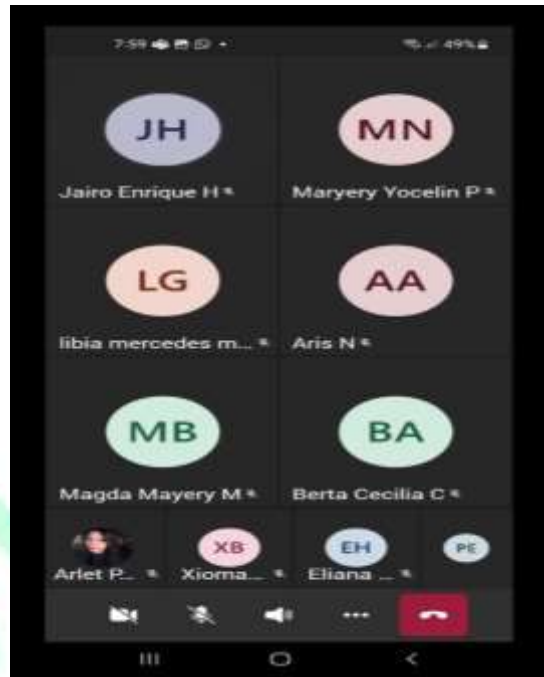 7:59
49%
JH MN
Jairo Enrique H Maryery Yocelin P
LG AA
libia mercedes m... Aris N
MB BA
Magda Mayery M Berta Cecilia C
XB EH PE
Arlet P... Xioma... Eliana ...